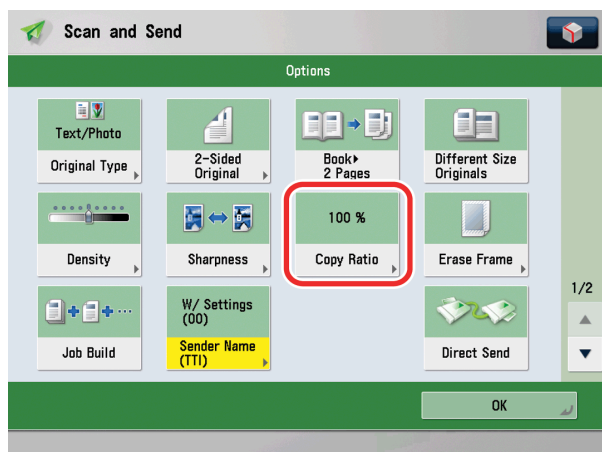 Scan and Send
Options
Text/Photo
Original Type
2-Sided
Original
Book▶
2 Pages
Different Size
Originals
Density
Sharpness
100 %
Copy Ratio
Erase Frame
Job Build
W/ Settings
(00)
Sender Name
(TTI)
Direct Send
1/2
OK